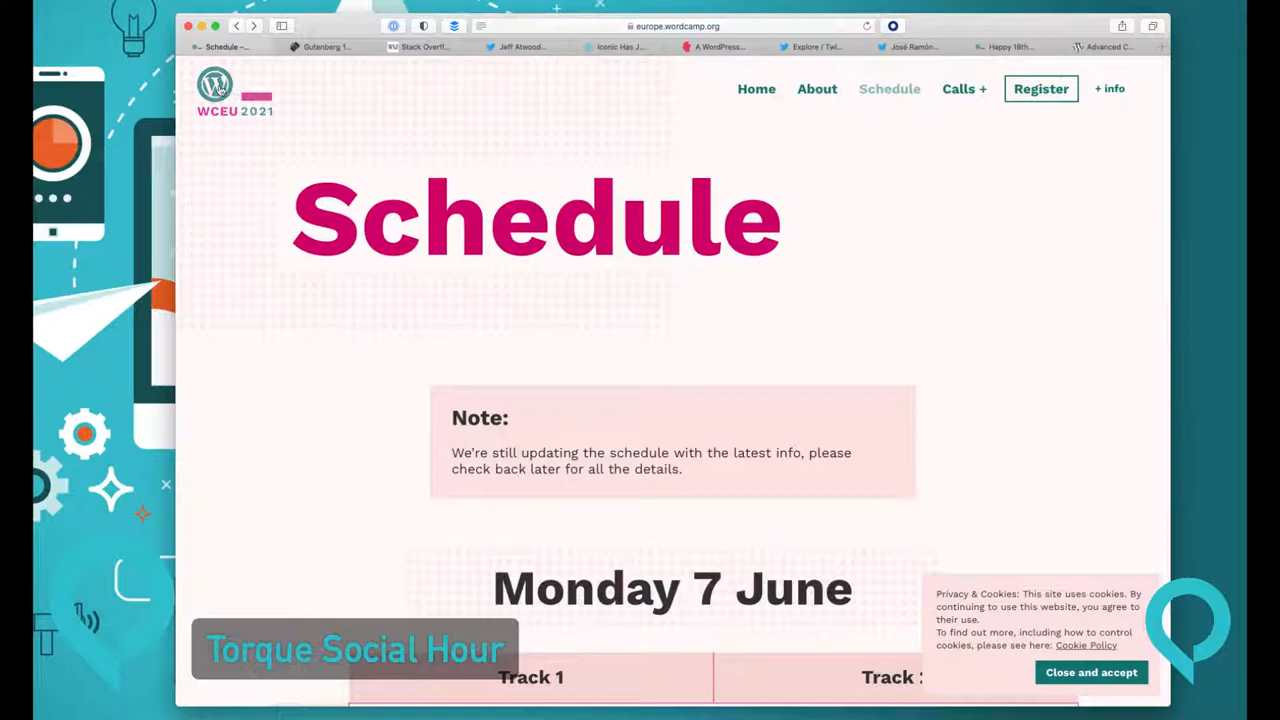 europe.wordcamp.org
Schedule –...
Gutenberg 1...
Stack Overfl...
Jeff Atwood...
Iconic Has J...
A WordPress...
Explore / Twi...
José Ramón...
Happy 18th...
Advanced C...
WCEU 2021
Home
About
Schedule
Calls +
Register
+ info
Schedule
Note:
We're still updating the schedule with the latest info, please
check back later for all the details.
Monday 7 June
Privacy & Cookies: This site uses cookies. By
continuing to use this website, you agree to
their use.
To find out more, including how to control
cookies, please see here: Cookie Policy
Close and accept
Torque Social Hour
Track 1
Track